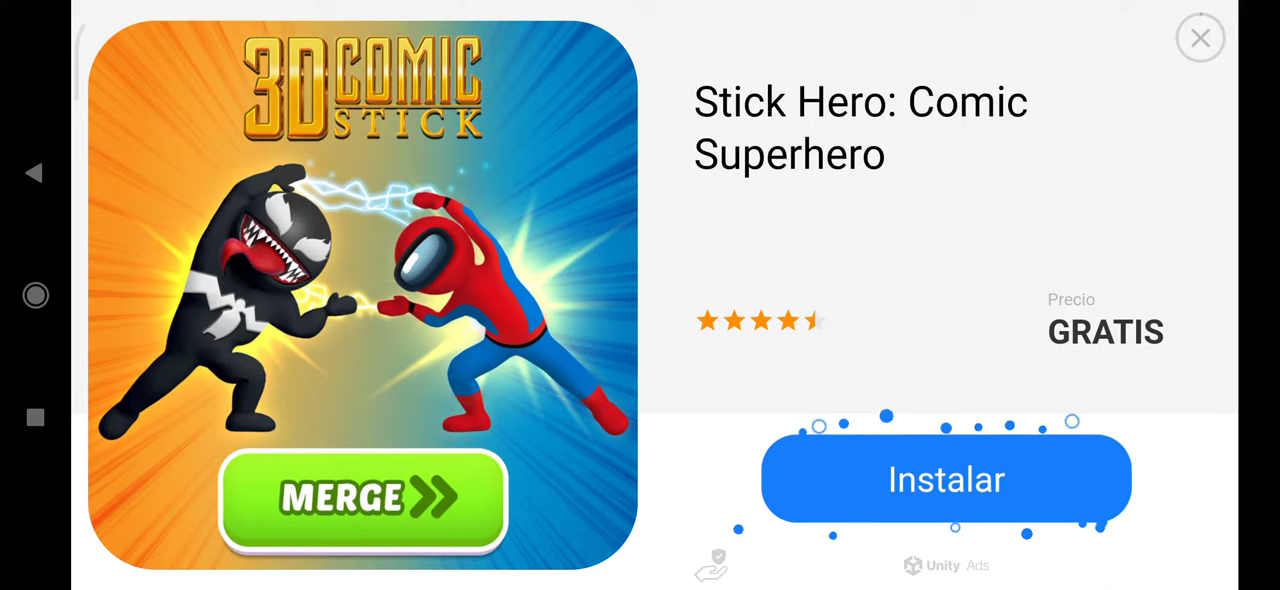 3D COMIC
STICK
MERGE
Stick Hero: Comic
Superhero
Precio
GRATIS
Instalar
Unity Ads